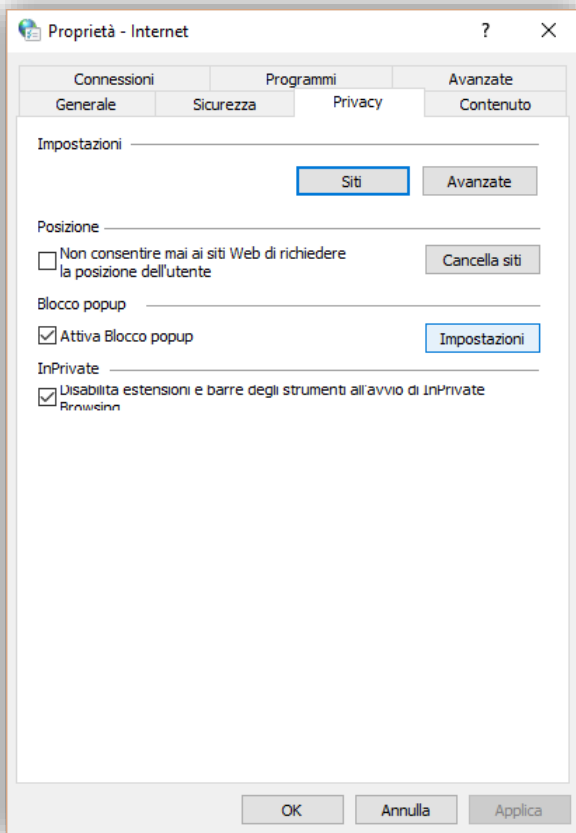 Proprietà - Internet
?
Connessioni Programmi Avanzate
Generale Sicurezza Privacy Contenuto
Impostazioni
Siti Avanzate
Posizione
Non consentire mai ai siti Web di richiedere
la posizione dell'utente
Cancella siti
Blocco popup
Attiva Blocco popup Impostazioni
InPrivate
Disabilita estensioni e barre degli strumenti all'avvio di InPrivate
Browsing
OK Annulla Applica